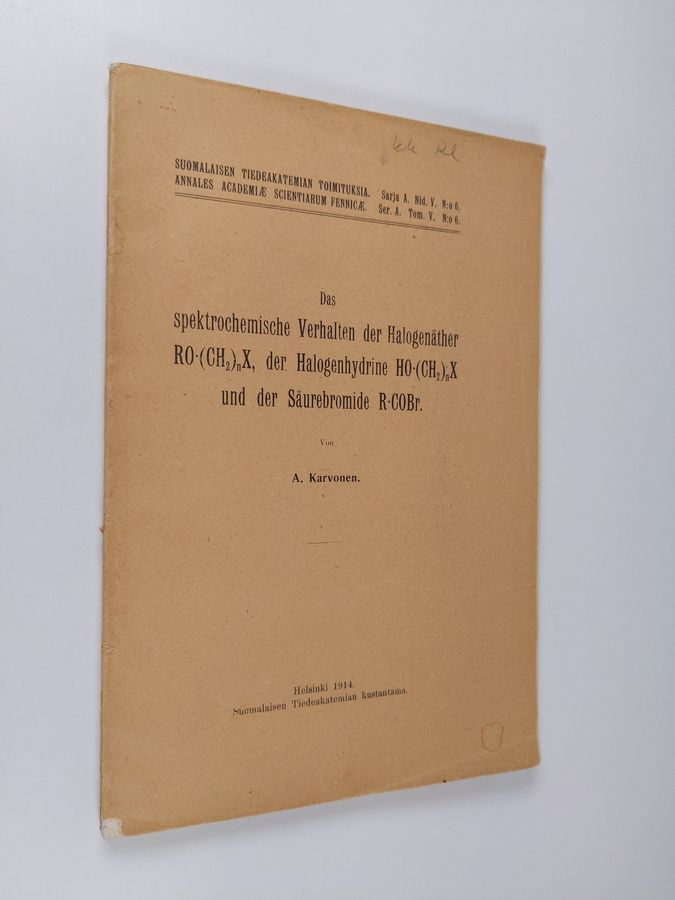 SUOMALAISEN TIEDEAKATEMIAN TOIMITUKSIA. Sarja A. Nid. V. N:o 6.
ANNALES ACADEMIÆ SCIENTIARUM FENNICÆ. Ser. A. Tom. V. N:o 6.
Das
spektrochemische Verhalten der Halogenäther
RO·(CH₂)ₙX, der Halogenhydrine HO·(CH₂)ₙX
und der Säurebromide R·COBr.
Von
A. Karvonen.
Helsinki 1914.
Suomalaisen Tiedeakatemian kustantama.